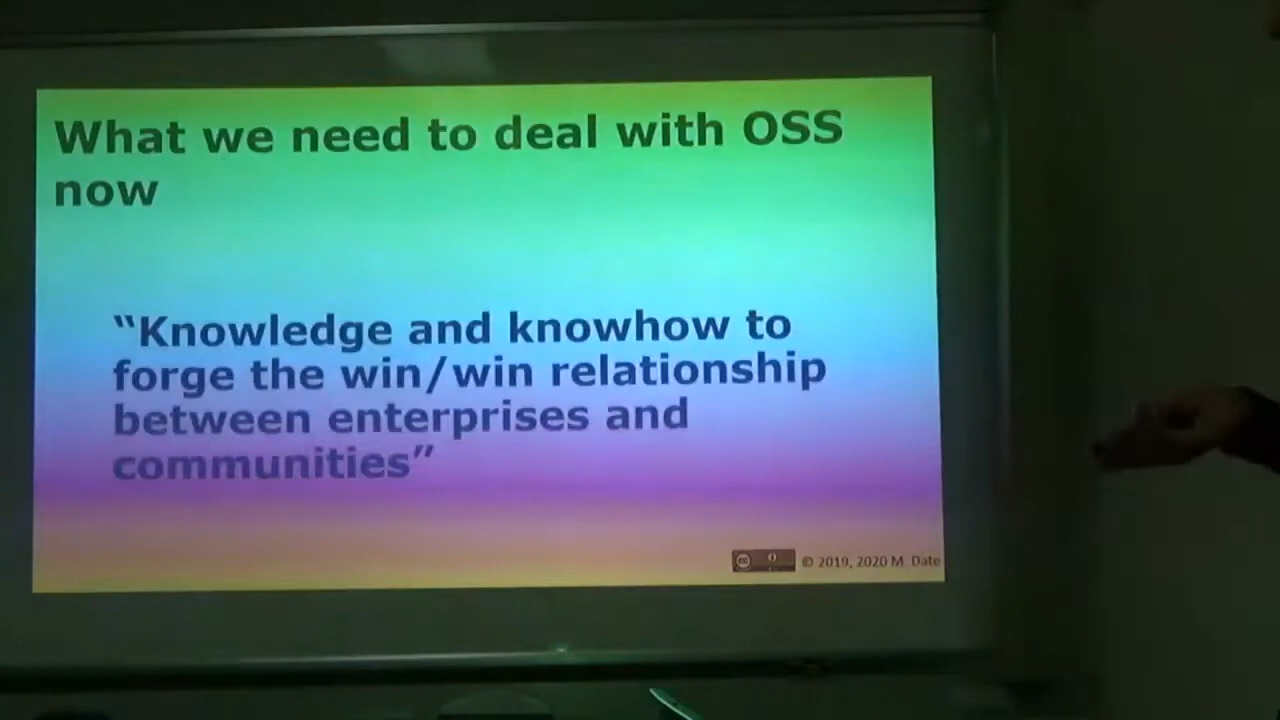 What we need to deal with OSS
now
“Knowledge and knowhow to
forge the win/win relationship
between enterprises and
communities”
cc
© 2019, 2020 M. Date